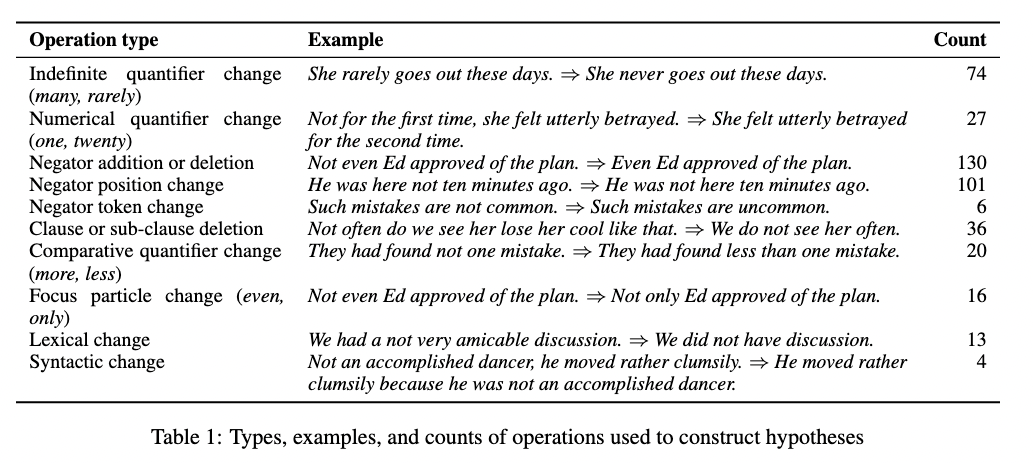 Operation type Example Count
Indefinite quantifier change She rarely goes out these days. ⇒ She never goes out these days. 74
(many, rarely)
Numerical quantifier change Not for the first time, she felt utterly betrayed. ⇒ She felt utterly betrayed 27
(one, twenty) for the second time.
Negator addition or deletion Not even Ed approved of the plan. ⇒ Even Ed approved of the plan. 130
Negator position change He was here not ten minutes ago. ⇒ He was not here ten minutes ago. 101
Negator token change Such mistakes are not common. ⇒ Such mistakes are uncommon. 6
Clause or sub-clause deletion Not often do we see her lose her cool like that. ⇒ We do not see her often. 36
Comparative quantifier change They had found not one mistake. ⇒ They had found less than one mistake. 20
(more, less)
Focus particle change (even, Not even Ed approved of the plan. ⇒ Not only Ed approved of the plan. 16
only)
Lexical change We had a not very amicable discussion. ⇒ We did not have discussion. 13
Syntactic change Not an accomplished dancer, he moved rather clumsily. ⇒ He moved rather 4
clumsily because he was not an accomplished dancer.
Table 1: Types, examples, and counts of operations used to construct hypotheses